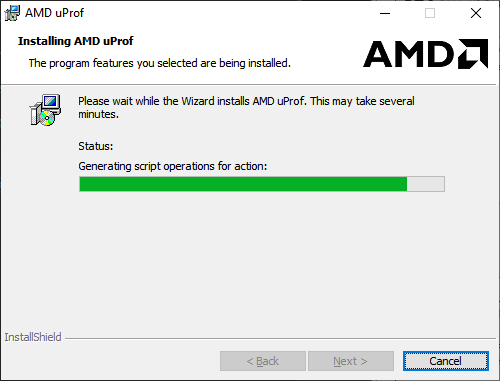 AMD uProf
Installing AMD uProf
The program features you selected are being installed.
AMD
Please wait while the Wizard installs AMD uProf. This may take several
minutes.
Status:
Generating script operations for action:
InstallShield
< Back
Next >
Cancel